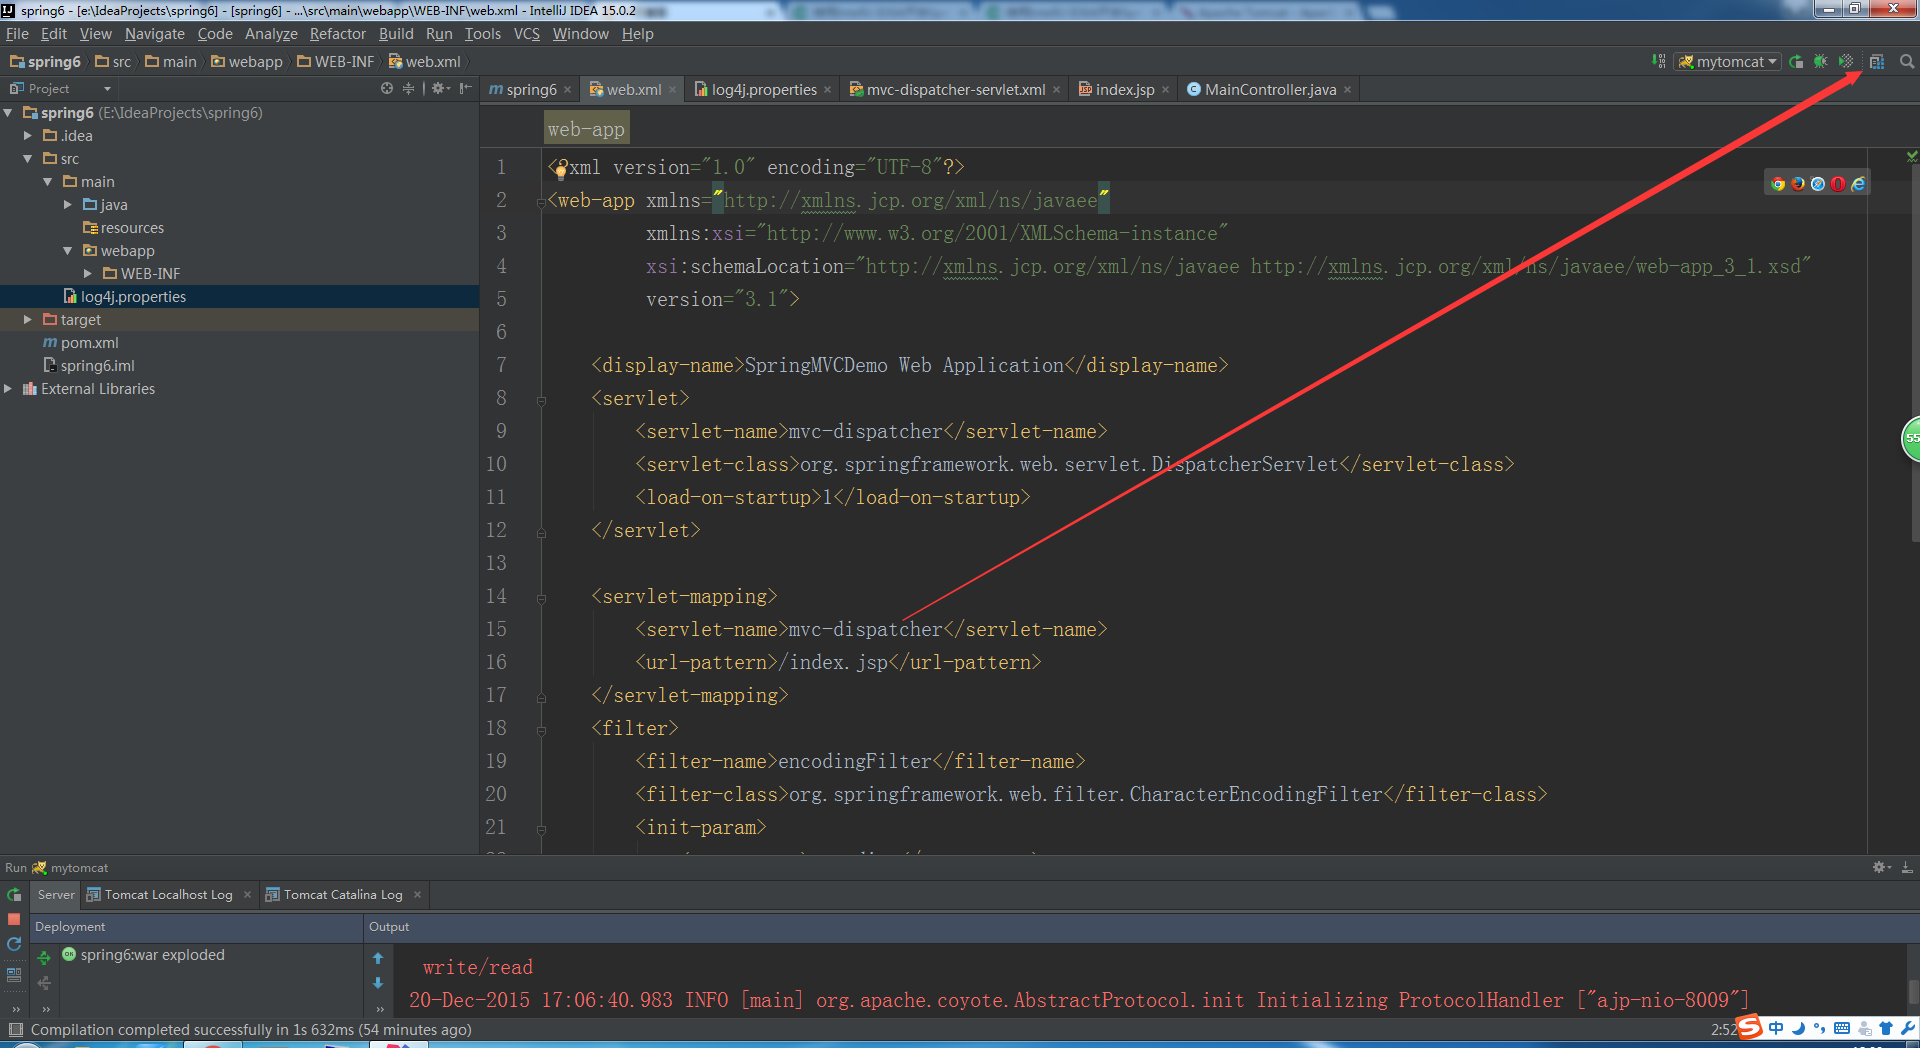 spring6 - [e:\IdeaProjects\spring6] - [spring6] - ...\src\main\webapp\WEB-INF\web.xml - IntelliJ IDEA 15.0.2
File Edit View Navigate Code Analyze Refactor Build Run Tools VCS Window Help
spring6 src main webapp WEB-INF web.xml
mytomcat
Project
spring6 web.xml log4j.properties mvc-dispatcher-servlet.xml index.jsp MainController.java
spring6 (E:\IdeaProjects\spring6)
.idea
src
main
java
resources
webapp
WEB-INF
log4j.properties
target
pom.xml
spring6.iml
External Libraries
web-app
1 <?xml version="1.0" encoding="UTF-8"?>
2 <web-app xmlns="http://xmlns.jcp.org/xml/ns/javaee"
3 xmlns:xsi="http://www.w3.org/2001/XMLSchema-instance"
4 xsi:schemaLocation="http://xmlns.jcp.org/xml/ns/javaee http://xmlns.jcp.org/xml/ns/javaee/web-app_3_1.xsd"
5 version="3.1">
6
7 <display-name>SpringMVCDemo Web Application</display-name>
8 <servlet>
9 <servlet-name>mvc-dispatcher</servlet-name>
10 <servlet-class>org.springframework.web.servlet.DispatcherServlet</servlet-class>
11 <load-on-startup>1</load-on-startup>
12 </servlet>
13
14 <servlet-mapping>
15 <servlet-name>mvc-dispatcher</servlet-name>
16 <url-pattern>/index.jsp</url-pattern>
17 </servlet-mapping>
18 <filter>
19 <filter-name>encodingFilter</filter-name>
20 <filter-class>org.springframework.web.filter.CharacterEncodingFilter</filter-class>
21 <init-param>
55
Run mytomcat
Server Tomcat Localhost Log Tomcat Catalina Log
Deployment Output
spring6:war exploded
write/read
20-Dec-2015 17:06:40.983 INFO [main] org.apache.coyote.AbstractProtocol.init Initializing ProtocolHandler ["ajp-nio-8009"]
Compilation completed successfully in 1s 632ms (54 minutes ago)
2:52
中